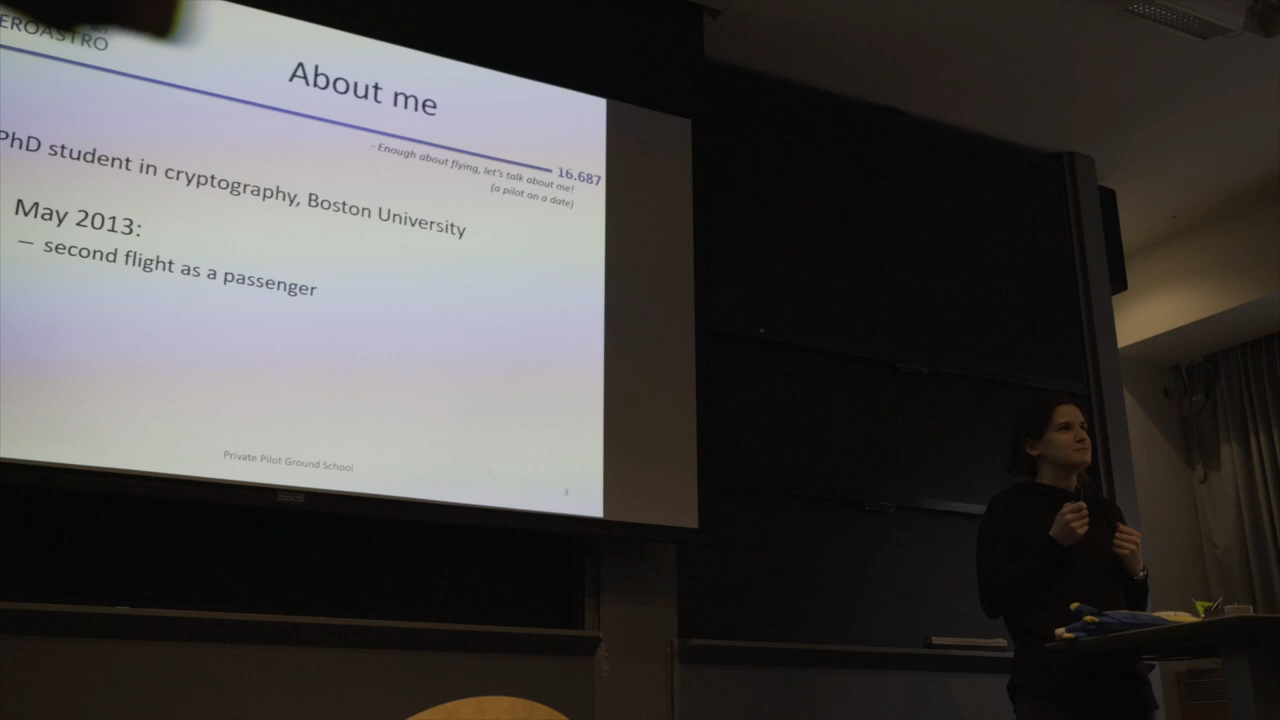 EROASTRO
About me
- Enough about flying, let's talk about me!
(a pilot on a date)
16.687
PhD student in cryptography, Boston University
May 2013:
– second flight as a passenger
Private Pilot Ground School
3